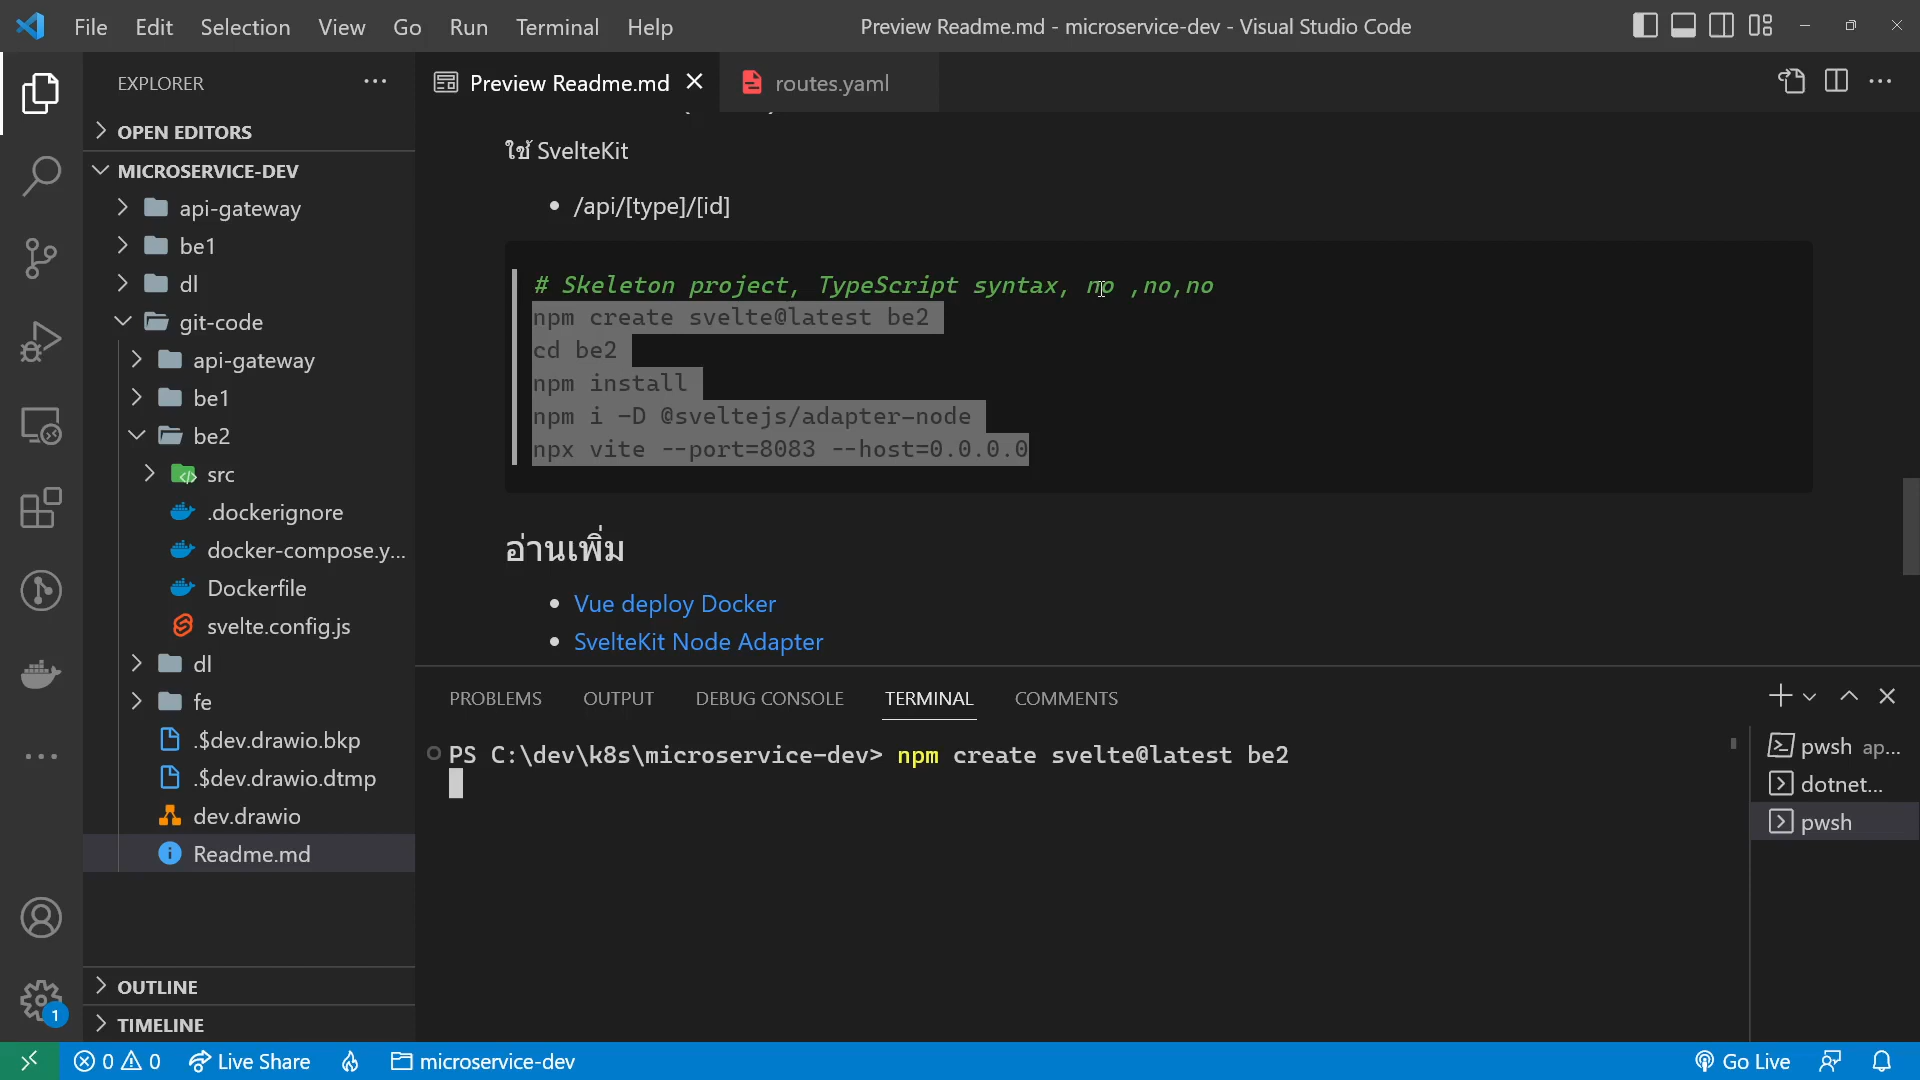 File Edit Selection View Go Run Terminal Help
Preview Readme.md - microservice-dev - Visual Studio Code
EXPLORER
OPEN EDITORS
MICROSERVICE-DEV
api-gateway
be1
dl
git-code
api-gateway
be1
be2
src
.dockerignore
docker-compose.y...
Dockerfile
svelte.config.js
dl
fe
.$dev.drawio.bkp
.$dev.drawio.dtmp
dev.drawio
Readme.md
OUTLINE
TIMELINE
Preview Readme.md
routes.yaml
ใช้ SvelteKit
• /api/[type]/[id]
# Skeleton project, TypeScript syntax, no ,no,no
npm create svelte@latest be2
cd be2
npm install
npm i -D @sveltejs/adapter-node
npx vite --port=8083 --host=0.0.0.0
อ่านเพิ่ม
• Vue deploy Docker
• SvelteKit Node Adapter
PROBLEMS OUTPUT DEBUG CONSOLE TERMINAL COMMENTS
PS C:\dev\k8s\microservice-dev> npm create svelte@latest be2
pwsh ap...
dotnet...
pwsh
1
0 0 Live Share microservice-dev
Go Live